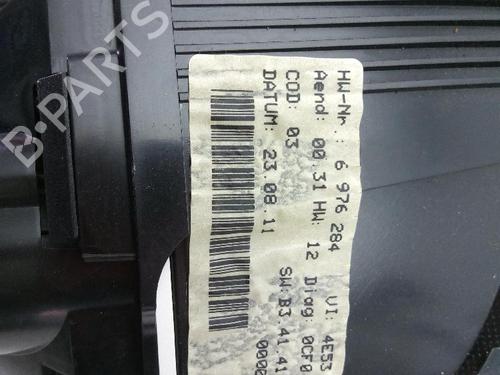 B-PARTS
HW-Nr.: 6 976 284 VI: 4E53
Aend: 00.31 HW: 12 Diag: 0CF0
COD: 03 SW:B3.41.41
DATUM: 23 08.11 0000